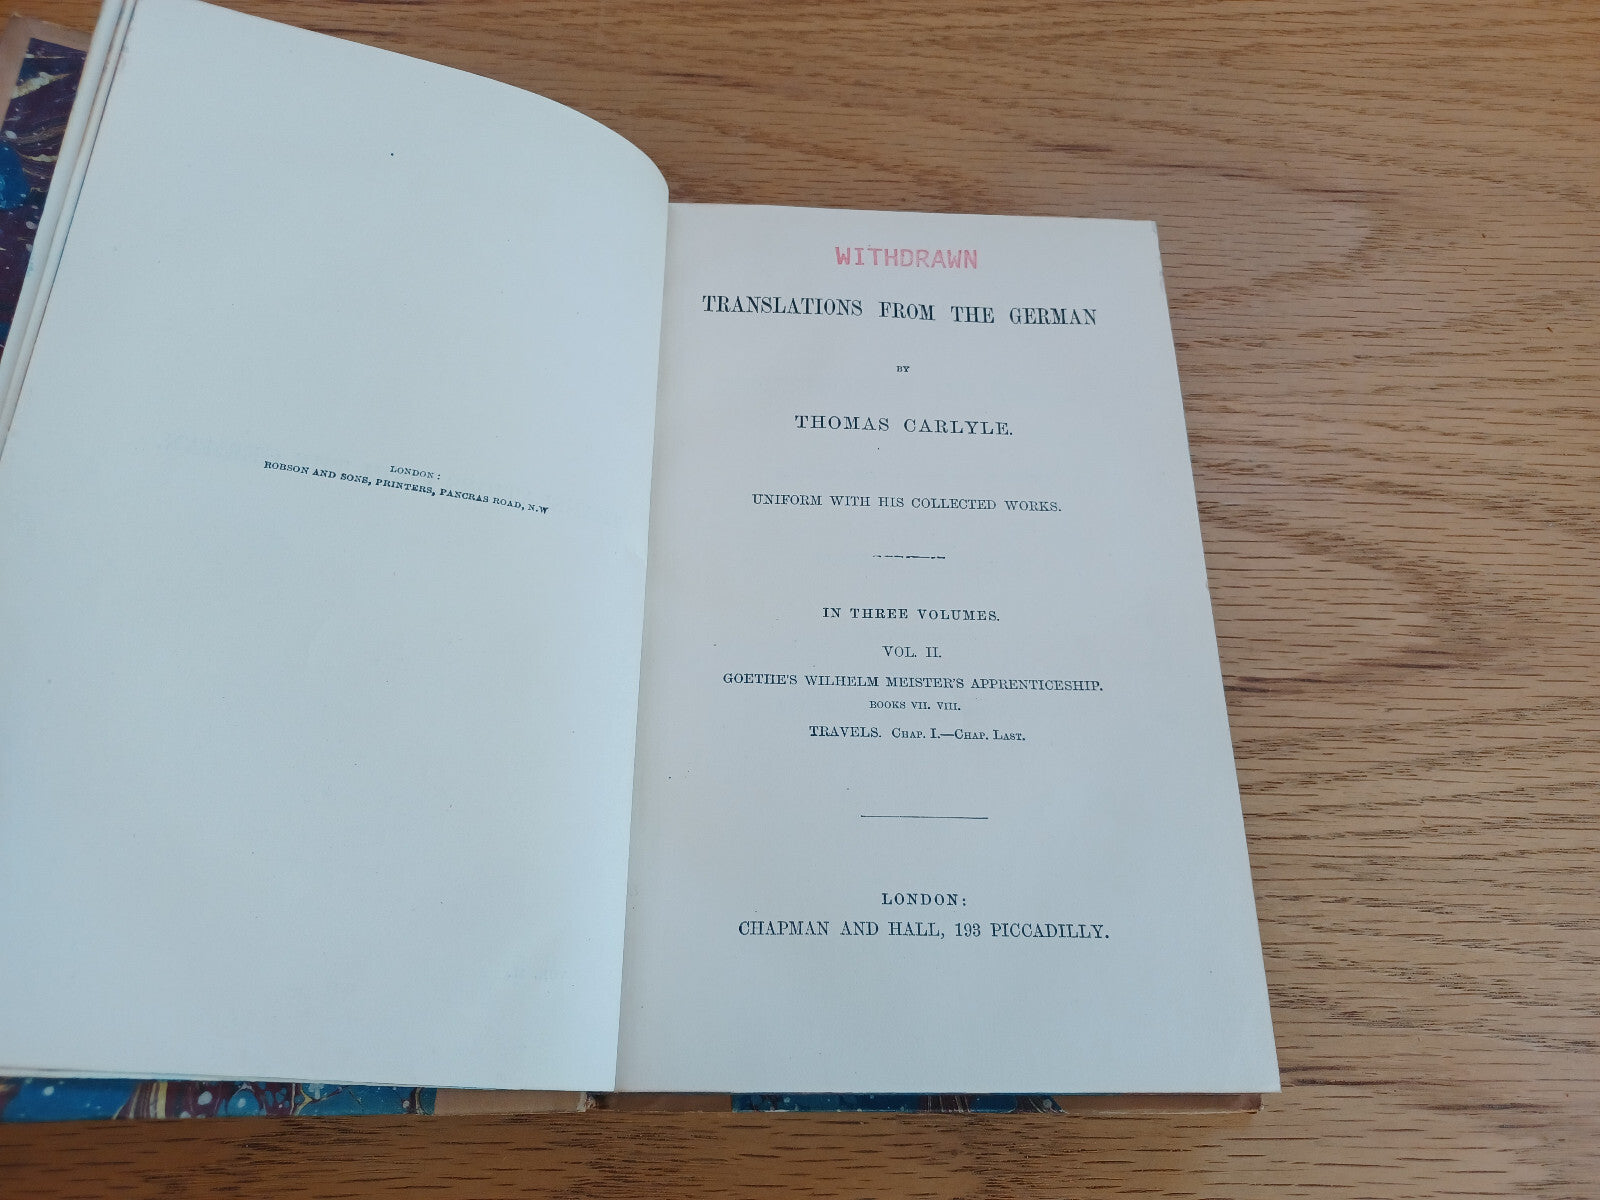 LONDON:
ROBSON AND SONS, PRINTERS, PANCRAS ROAD, N.W
WITHDRAWN
TRANSLATIONS FROM THE GERMAN
BY
THOMAS CARLYLE.
UNIFORM WITH HIS COLLECTED WORKS.
IN THREE VOLUMES.
VOL. II.
GOETHE'S WILHELM MEISTER'S APPRENTICESHIP.
BOOKS VII. VIII.
TRAVELS. CHAP. I.—CHAP. LAST.
LONDON:
CHAPMAN AND HALL, 193 PICCADILLY.